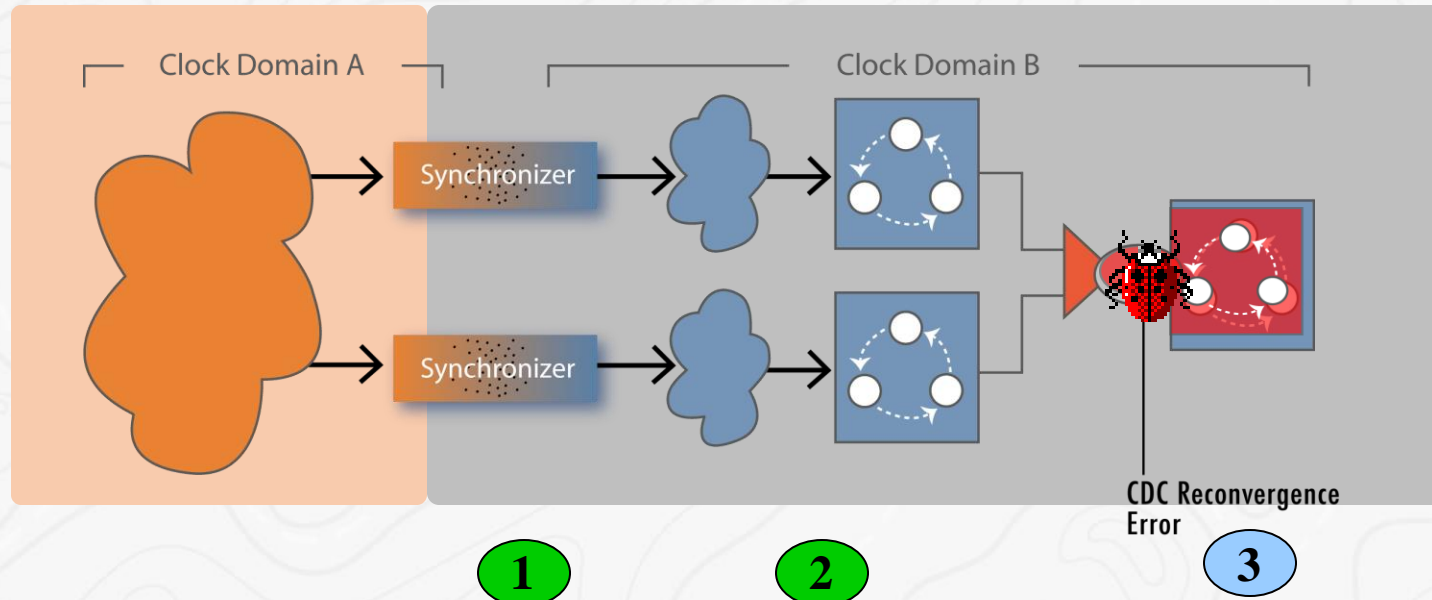 Clock Domain A
Clock Domain B
Synchronizer
Synchronizer
CDC Reconvergence
Error
1
2
3